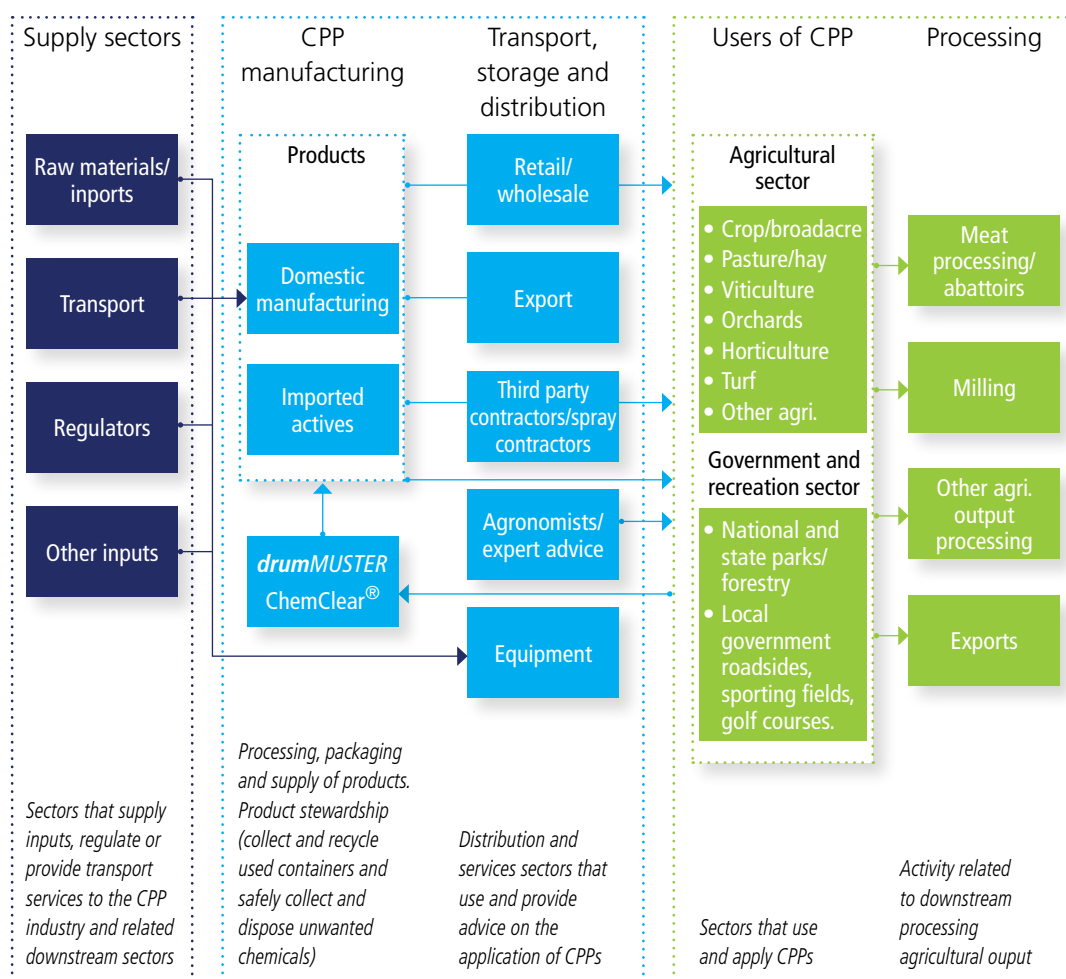 Supply sectors
Raw materials/
inports
Transport
Regulators
Other inputs
Sectors that supply
inputs, regulate or
provide transport
services to the CPP
industry and related
downstream sectors
CPP
manufacturing
Products
Domestic
manufacturing
Imported
actives
drumMUSTER
ChemClear®
Processing, packaging
and supply of products.
Product stewardship
(collect and recycle
used containers and
safely collect and
dispose unwanted
chemicals)
Transport,
storage and
distribution
Retail/
wholesale
Export
Third party
contractors/spray
contractors
Agronomists/
expert advice
Equipment
Distribution and
services sectors that
use and provide
advice on the
application of CPPs
Users of CPP
Agricultural
sector
• Crop/broadacre
• Pasture/hay
• Viticulture
• Orchards
• Horticulture
• Turf
• Other agri.
Government and
recreation sector
• National and
state parks/
forestry
• Local
government
roadsides,
sporting fields,
golf courses.
Sectors that use
and apply CPPs
Processing
Meat
processing/
abattoirs
Milling
Other agri.
output
processing
Exports
Activity related
to downstream
processing
agricultural ouput